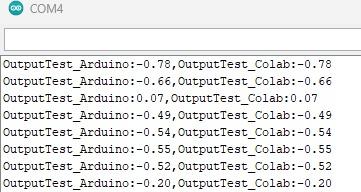 COM4
OutputTest_Arduino:-0.78,OutputTest_Colab:-0.78
OutputTest_Arduino:-0.66,OutputTest_Colab:-0.66
OutputTest_Arduino:0.07,OutputTest_Colab:0.07
OutputTest_Arduino:-0.49,OutputTest_Colab:-0.49
OutputTest_Arduino:-0.54,OutputTest_Colab:-0.54
OutputTest_Arduino:-0.55,OutputTest_Colab:-0.55
OutputTest_Arduino:-0.52,OutputTest_Colab:-0.52
OutputTest_Arduino:-0.20,OutputTest_Colab:-0.20